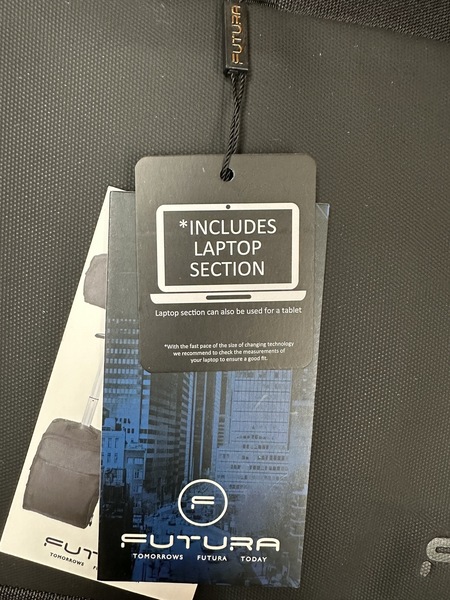 FUTURA
*INCLUDES
LAPTOP
SECTION
Laptop section can also be used for a tablet
*With the fast pace of the size of changing technology
we recommend to check the measurements of
your laptop to ensure a good fit.
F
FUTURA
TOMORROWS FUTURA TODAY
FUT
TOMORROWS